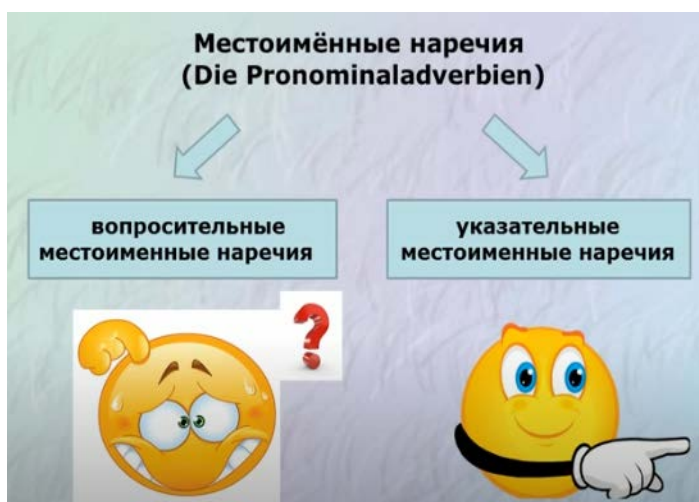 Местоимённые наречия
(Die Pronominaladverbien)
вопросительные
местоименные наречия
указательные
местоименные наречия
?